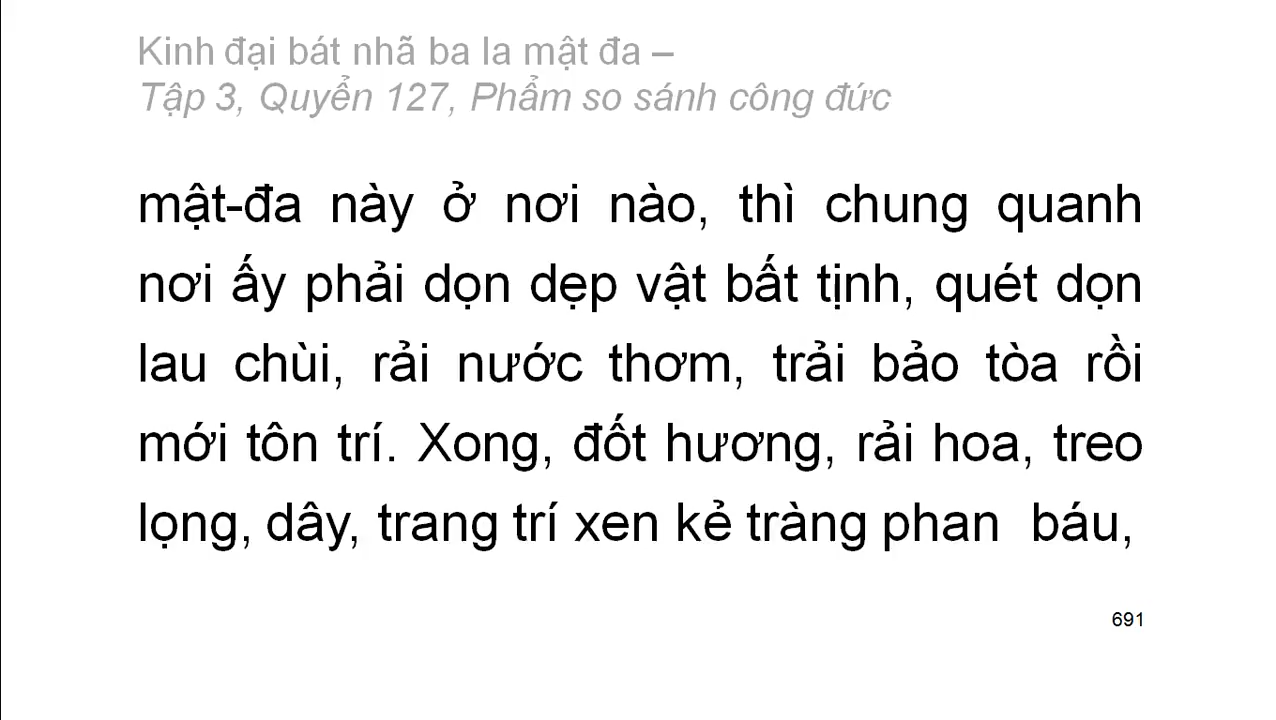 Kinh đại bát nhã ba la mật đa –
Tập 3, Quyển 127, Phẩm so sánh công đức
mật-đa này ở nơi nào, thì chung quanh
nơi ấy phải dọn dẹp vật bất tịnh, quét dọn
lau chùi, rải nước thơm, trải bảo tòa rồi
mới tôn trí. Xong, đốt hương, rải hoa, treo
lọng, dây, trang trí xen kẻ tràng phan báu,
691